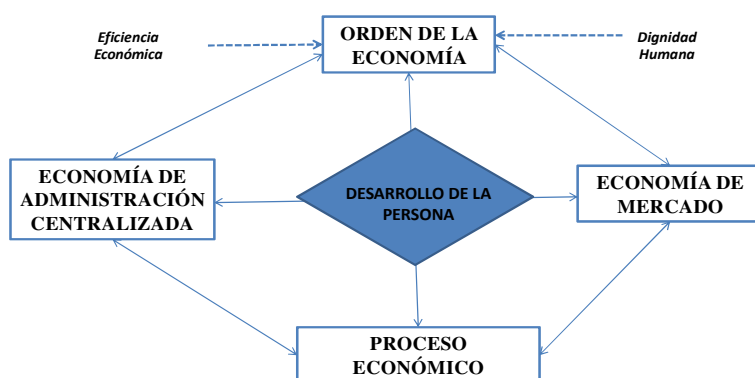 Eficiencia
Económica
ORDEN DE LA
ECONOMÍA
Dignidad
Humana
ECONOMÍA DE
ADMINISTRACIÓN
CENTRALIZADA
DESARROLLO DE LA
PERSONA
ECONOMÍA DE
MERCADO
PROCESO
ECONÓMICO